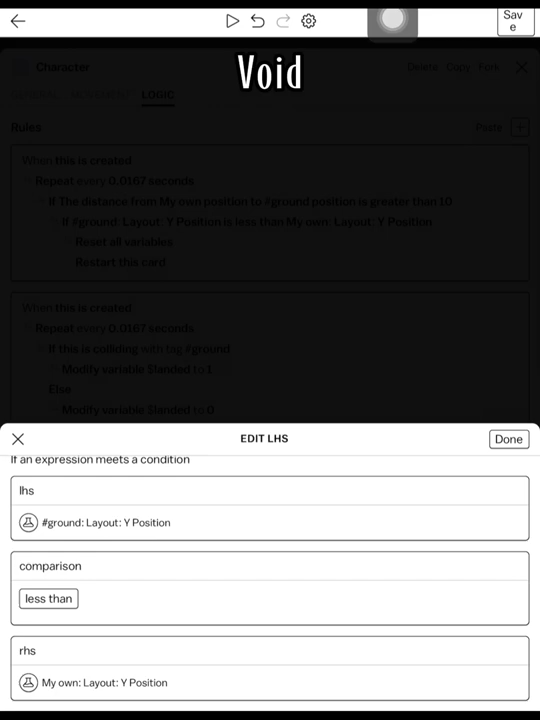 Sav
e
Void
Character
Delete Copy Fork
GENERAL MOVEMENT LOGIC
Rules
Paste
When this is created
Repeat every 0.0167 seconds
If The distance from My own position to #ground position is greater than 10
If #ground: Layout: Y Position is less than My own: Layout: Y Position
Reset all variables
Restart this card
When this is created
Repeat every 0.0167 seconds
If this is colliding with tag #ground
Modify variable $landed to 1
Else
Modify variable $landed to 0
EDIT LHS
Done
If an expression meets a condition
lhs
#ground: Layout: Y Position
comparison
less than
rhs
My own: Layout: Y Position